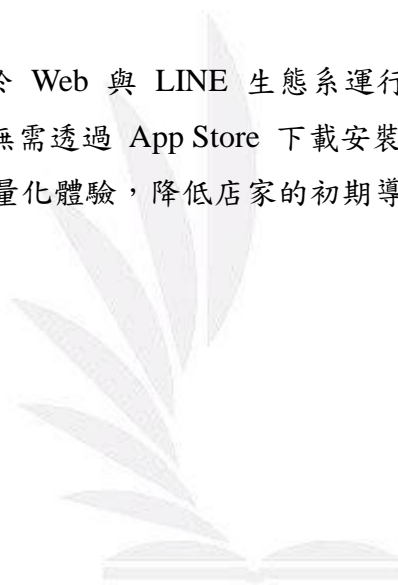 於 Web 與 LINE 生態系運行
無需透過 App Store 下載安裝
量化體驗，降低店家的初期導